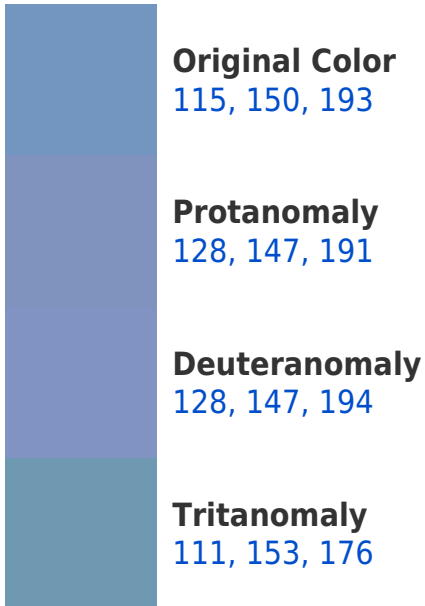 Original Color
115, 150, 193
Protanomaly
128, 147, 191
Deuteranomaly
128, 147, 194
Tritanomaly
111, 153, 176